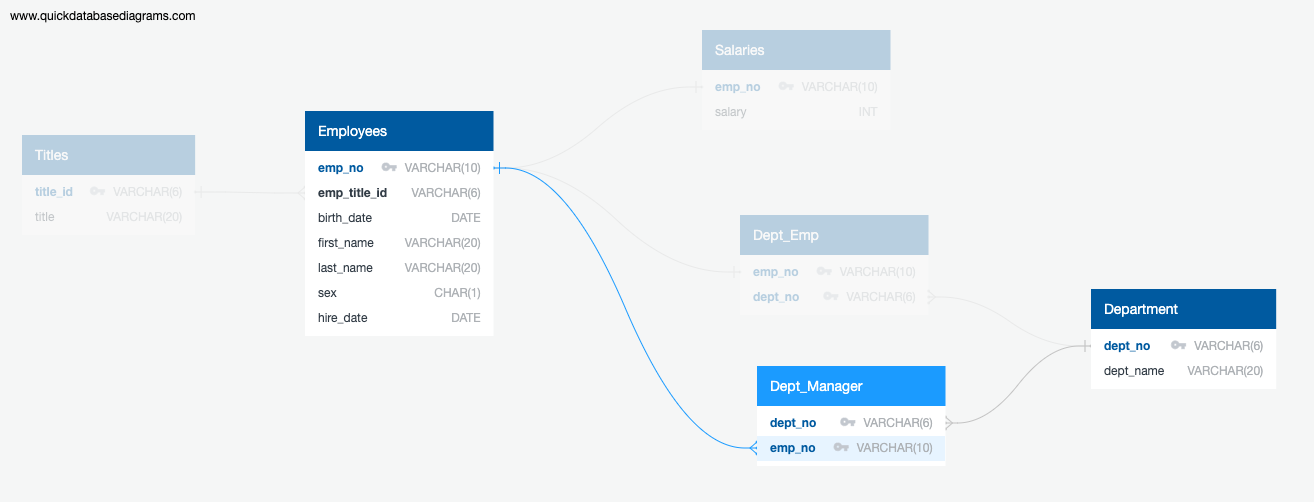 www.quickdatabasediagrams.com
Titles
title_id VARCHAR(6)
title VARCHAR(20)
Employees
emp_no VARCHAR(10)
emp_title_id VARCHAR(6)
birth_date DATE
first_name VARCHAR(20)
last_name VARCHAR(20)
sex CHAR(1)
hire_date DATE
Salaries
emp_no VARCHAR(10)
salary INT
Dept_Emp
emp_no VARCHAR(10)
dept_no VARCHAR(6)
Dept_Manager
dept_no VARCHAR(6)
emp_no VARCHAR(10)
Department
dept_no VARCHAR(6)
dept_name VARCHAR(20)